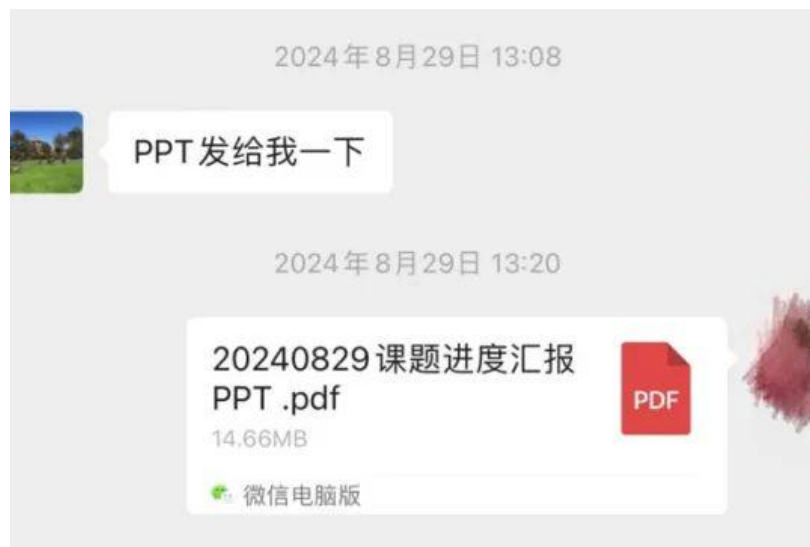 2024年8月29日 13:08
PPT发给我一下
2024年8月29日 13:20
20240829课题进度汇报
PPT .pdf
PDF
14.66MB
微信电脑版